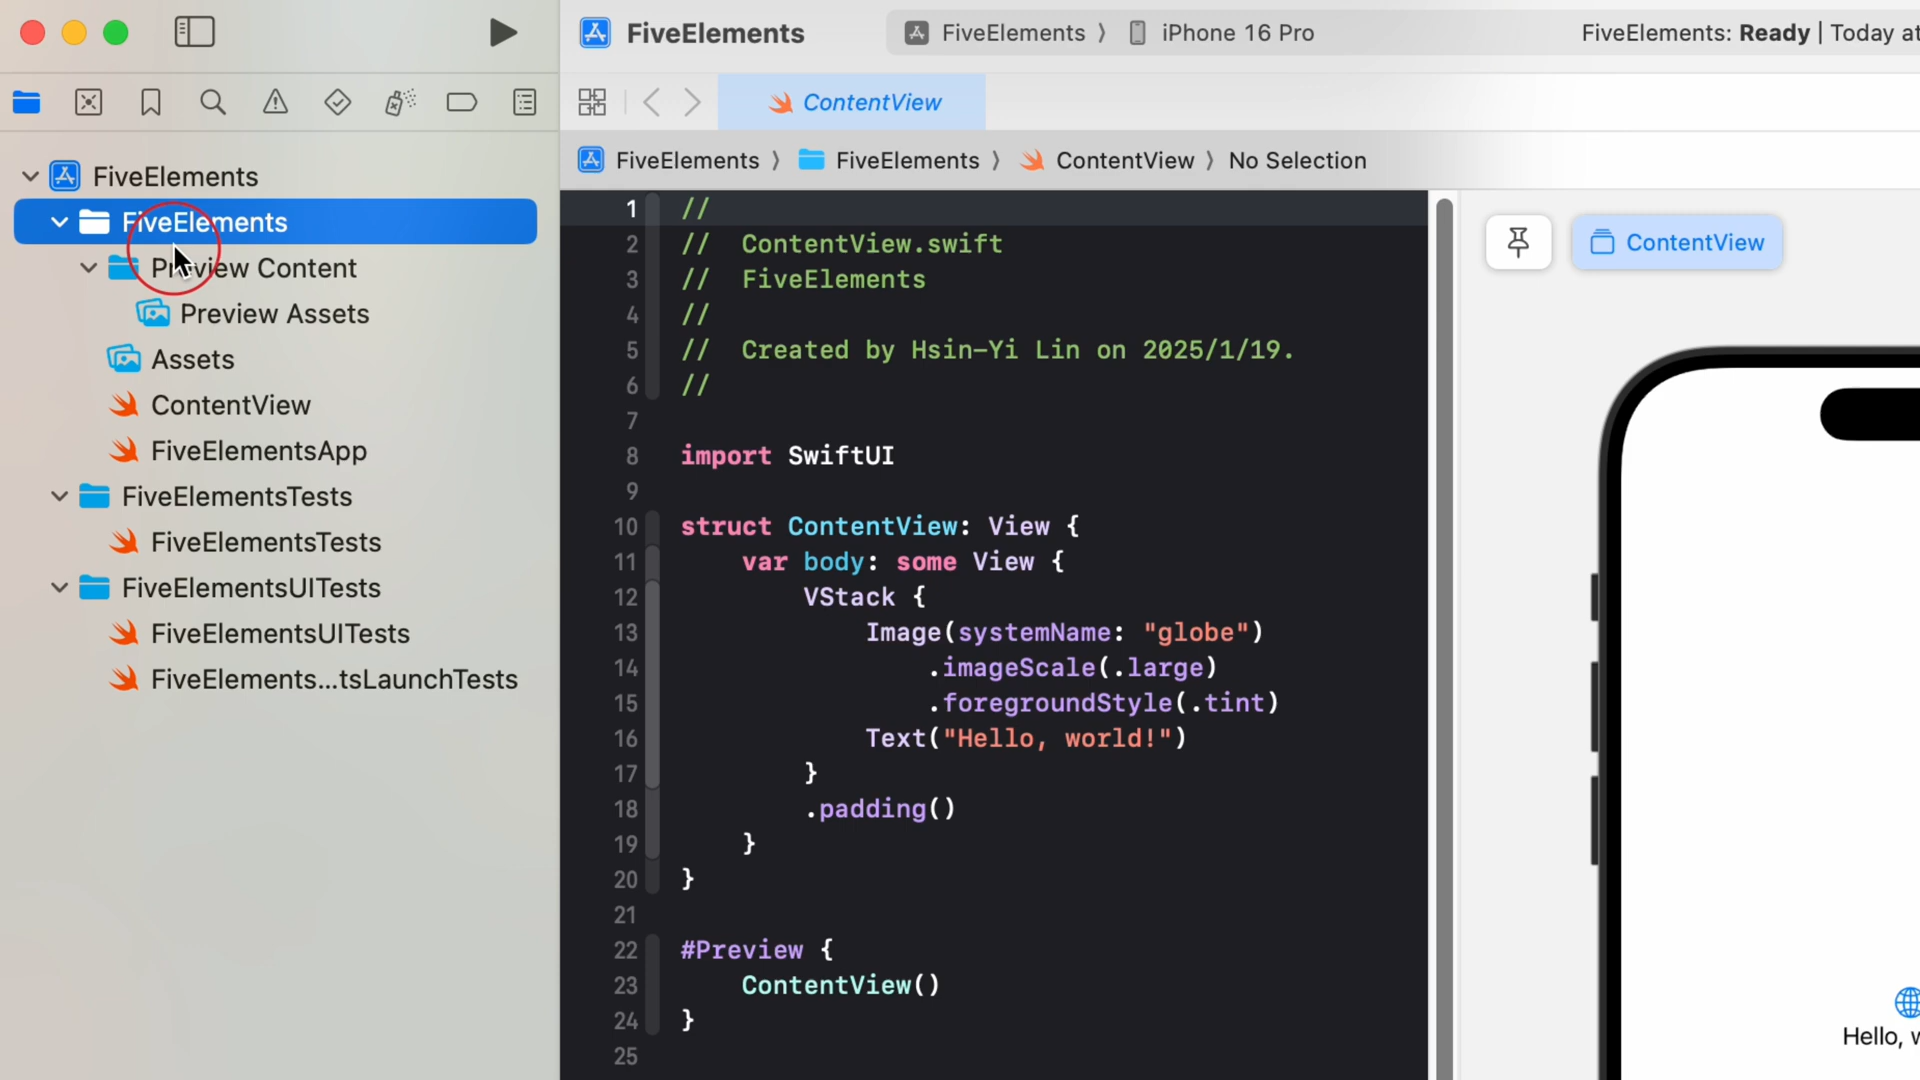 FiveElements
FiveElements 〉 iPhone 16 Pro
FiveElements: Ready | Today at
ContentView
FiveElements 〉 FiveElements 〉 ContentView 〉 No Selection
FiveElements
FiveElements
Preview Content
Preview Assets
Assets
ContentView
FiveElementsApp
FiveElementsTests
FiveElementsTests
FiveElementsUITests
FiveElementsUITests
FiveElements...tsLaunchTests
1 //
2 //  ContentView.swift
3 //  FiveElements
4 //
5 //  Created by Hsin-Yi Lin on 2025/1/19.
6 //
7
8 import SwiftUI
9
10 struct ContentView: View {
11     var body: some View {
12         VStack {
13             Image(systemName: "globe")
14                 .imageScale(.large)
15                 .foregroundStyle(.tint)
16             Text("Hello, world!")
17         }
18         .padding()
19     }
20 }
21
22 #Preview {
23     ContentView()
24 }
25
ContentView
Hello, w